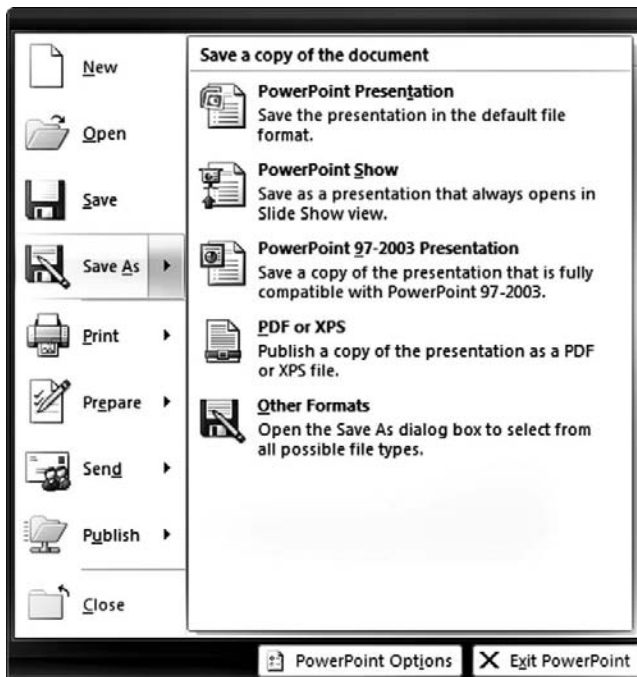 New
Open
Save
Save As
Print
Prepare
Send
Publish
Close
Save a copy of the document
PowerPoint Presentation
Save the presentation in the default file
format.
PowerPoint Show
Save as a presentation that always opens in
Slide Show view.
PowerPoint 97-2003 Presentation
Save a copy of the presentation that is fully
compatible with PowerPoint 97-2003.
PDF or XPS
Publish a copy of the presentation as a PDF
or XPS file.
Other Formats
Open the Save As dialog box to select from
all possible file types.
PowerPoint Options
Exit PowerPoint